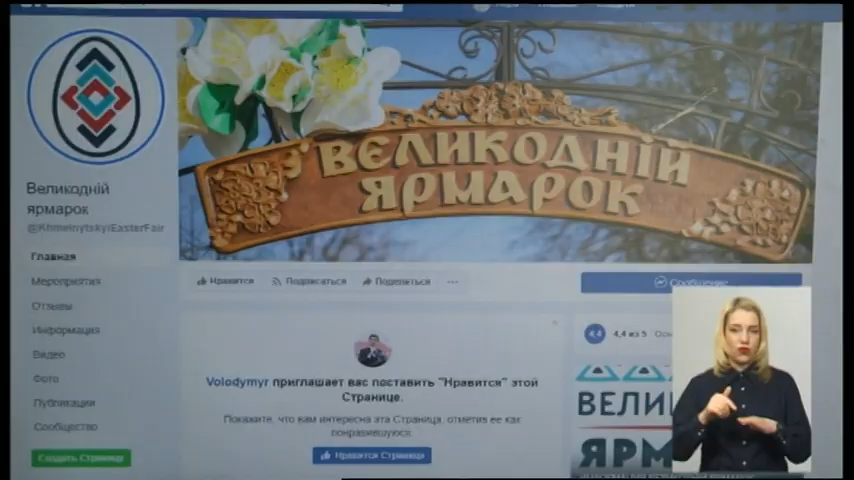 ВЕЛИКОДНІЙ
ЯРМАРОК
Великодній
ярмарок
@KhmelnytskyiEasterFair
Главная
Мероприятия
Отзывы
Информация
Видео
Фото
Публикации
Сообщество
Создать Страницу
Нравится
Подписаться
Поделиться
Сообщение
Volodymyr приглашает вас поставить "Нравится" этой
Странице.
Покажите, что вам интересна эта Страница, отметив ее как
понравившуюся.
Нравится Страница
4,4
4,4 из 5
ВЕЛИ
ЯРМ